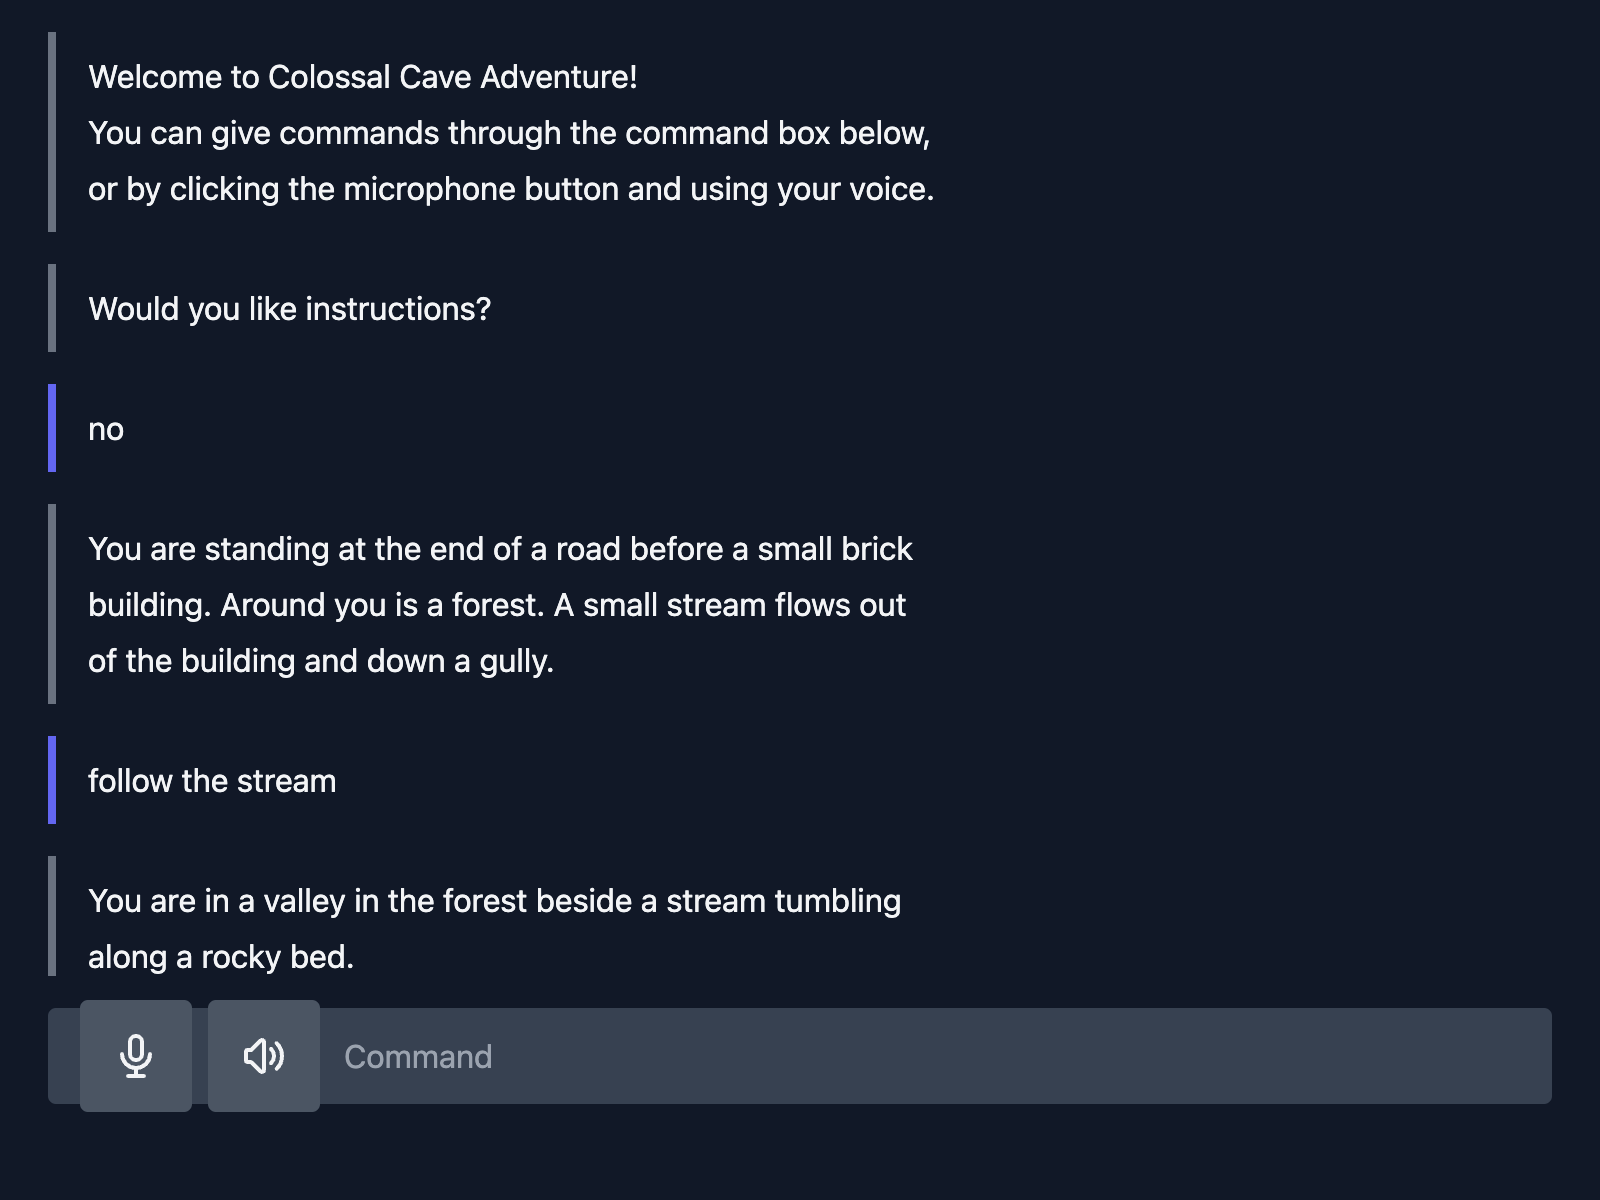 Welcome to Colossal Cave Adventure!
You can give commands through the command box below,
or by clicking the microphone button and using your voice.
Would you like instructions?
no
You are standing at the end of a road before a small brick
building. Around you is a forest. A small stream flows out
of the building and down a gully.
follow the stream
You are in a valley in the forest beside a stream tumbling
along a rocky bed.
Command